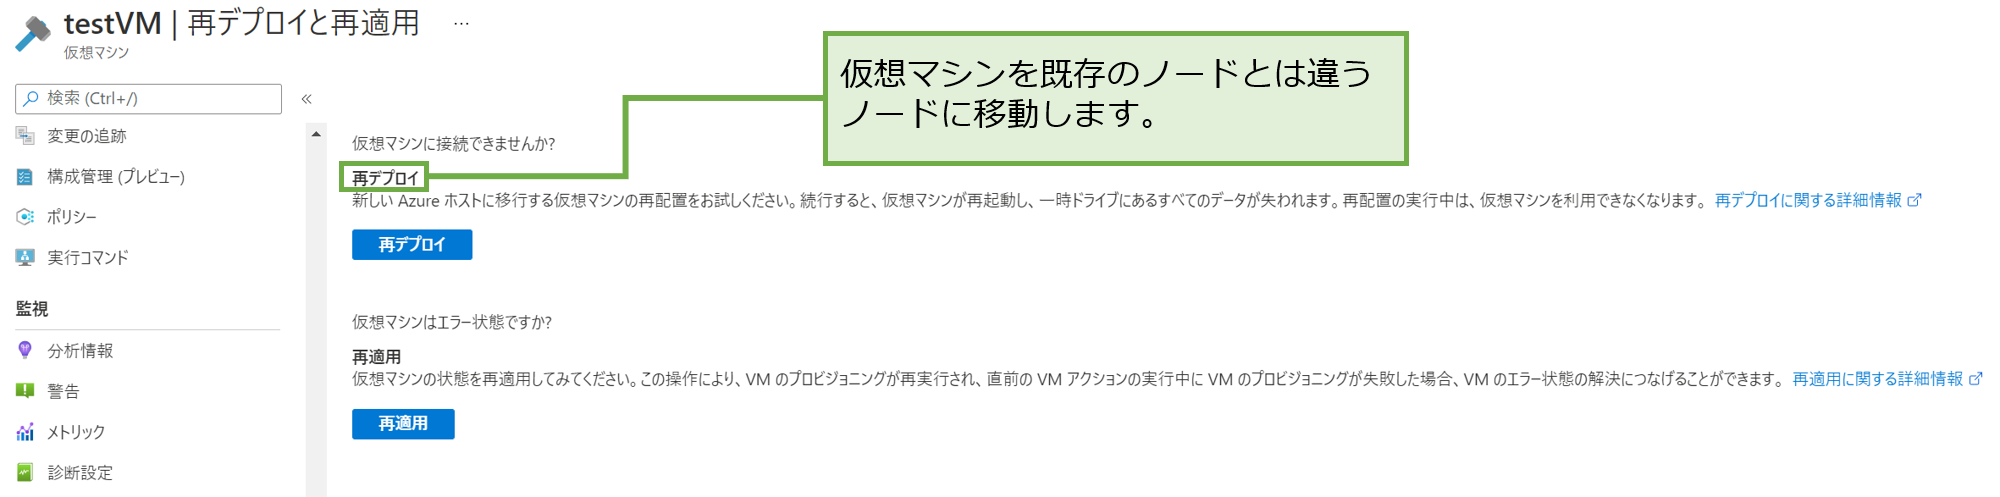 testVM | 再デプロイと再適用 …
仮想マシン
検索 (Ctrl+/)
«
変更の追跡
構成管理 (プレビュー)
ポリシー
実行コマンド
監視
分析情報
警告
メトリック
診断設定
仮想マシンを既存のノードとは違う
ノードに移動します。
仮想マシンに接続できませんか?
再デプロイ
新しい Azure ホストに移行する仮想マシンの再配置をお試しください。続行すると、仮想マシンが再起動し、一時ドライブにあるすべてのデータが失われます。再配置の実行中は、仮想マシンを利用できなくなります。 再デプロイに関する詳細情報
再デプロイ
仮想マシンはエラー状態ですか?
再適用
仮想マシンの状態を再適用してみてください。この操作により、VM のプロビジョニングが再実行され、直前の VM アクションの実行中に VM のプロビジョニングが失敗した場合、VM のエラー状態の解決につなげることができます。 再適用に関する詳細情報
再適用